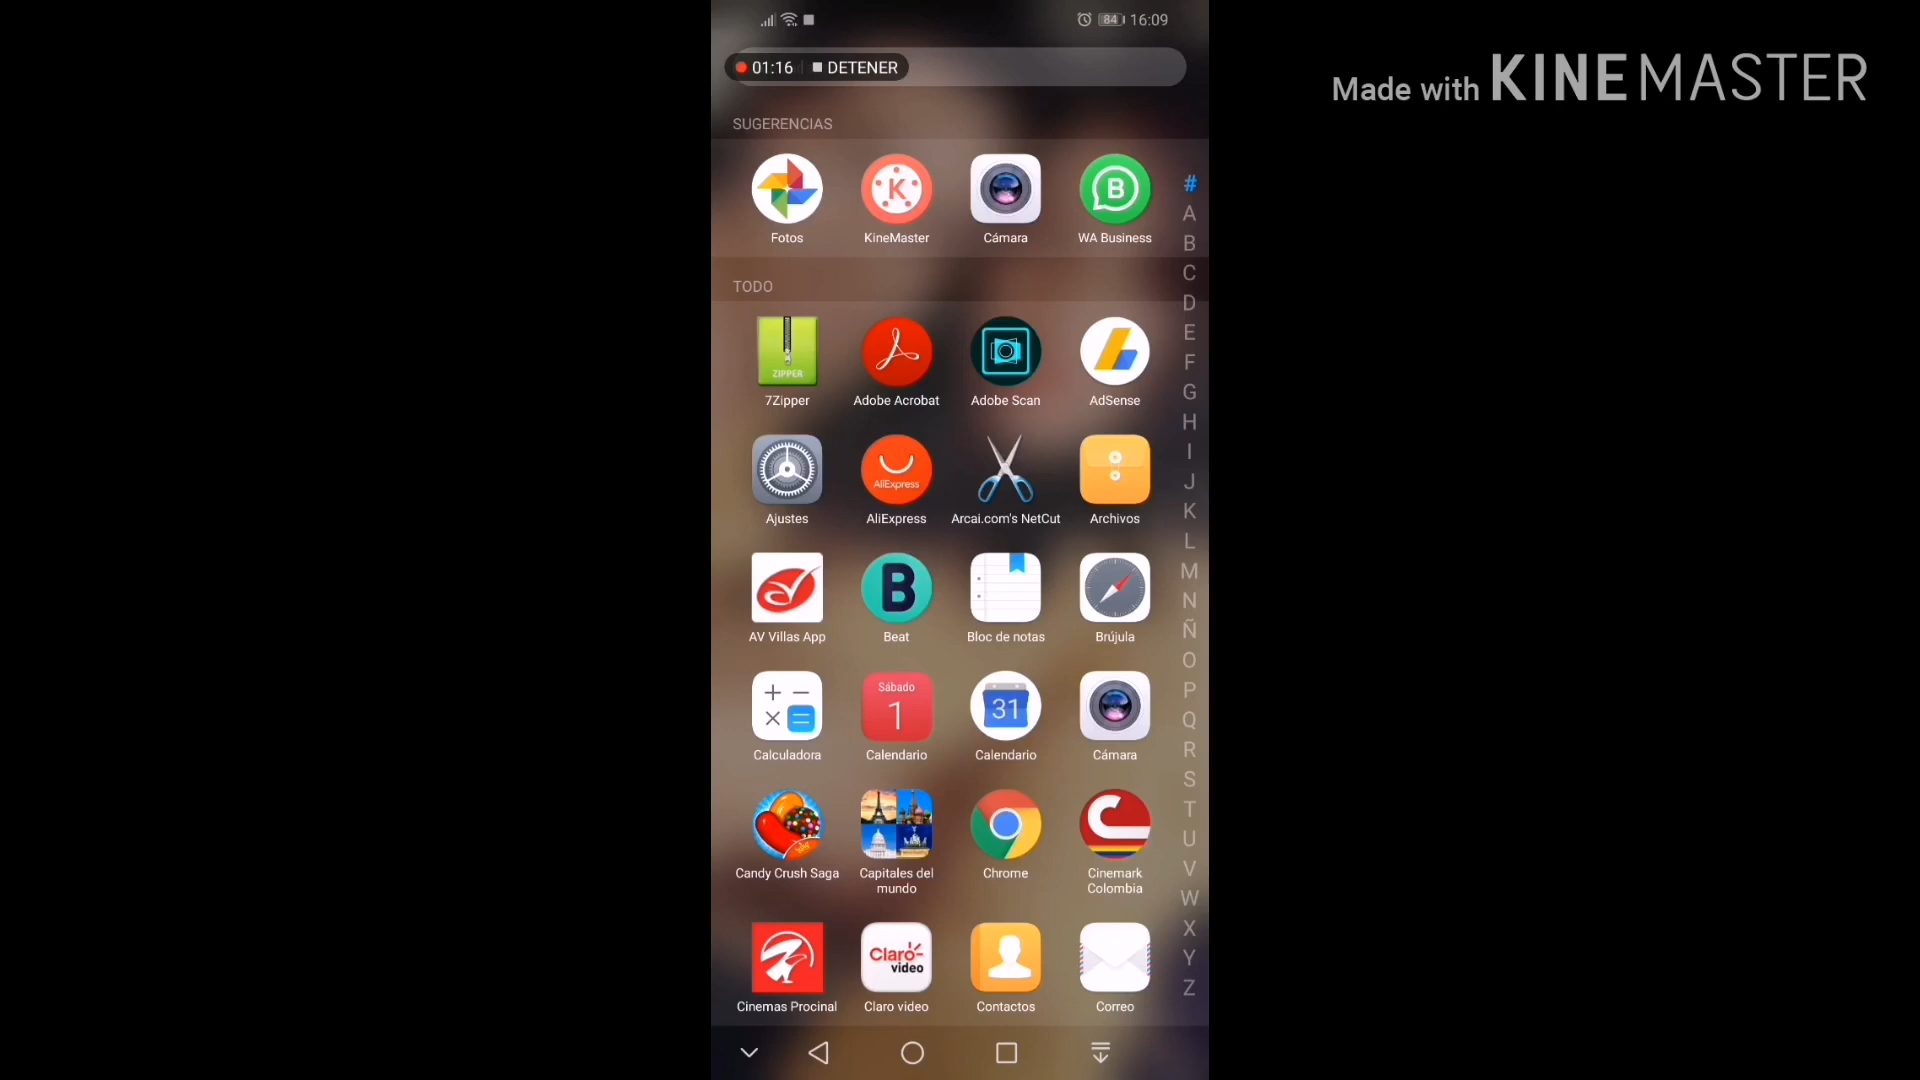 84 16:09
01:16 DETENER
Made with KINEMASTER
SUGERENCIAS
K
B
Fotos KineMaster Cámara WA Business
#
A
B
C
D
E
F
G
H
I
J
K
L
M
N
Ñ
O
P
Q
R
S
T
U
V
W
X
Y
Z
TODO
ZIPPER
7Zipper Adobe Acrobat Adobe Scan AdSense
AliExpress
Ajustes AliExpress Arcai.com's NetCut Archivos
B
AV Villas App Beat Bloc de notas Brújula
Sábado
1
31
Calculadora Calendario Calendario Cámara
Candy Crush Saga Capitales del mundo Chrome Cinemark Colombia
Claro-
video
Cinemas Procinal Claro video Contactos Correo